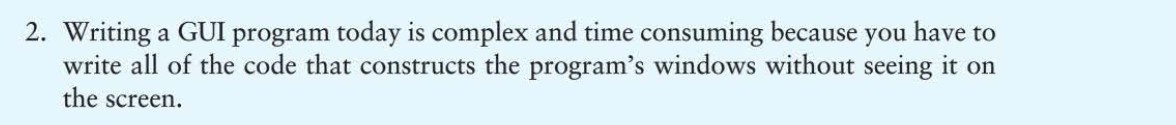 2. Writing a GUI program today is complex and time consuming because you have to
write all of the code that constructs the program’s windows without seeing it on
the screen.